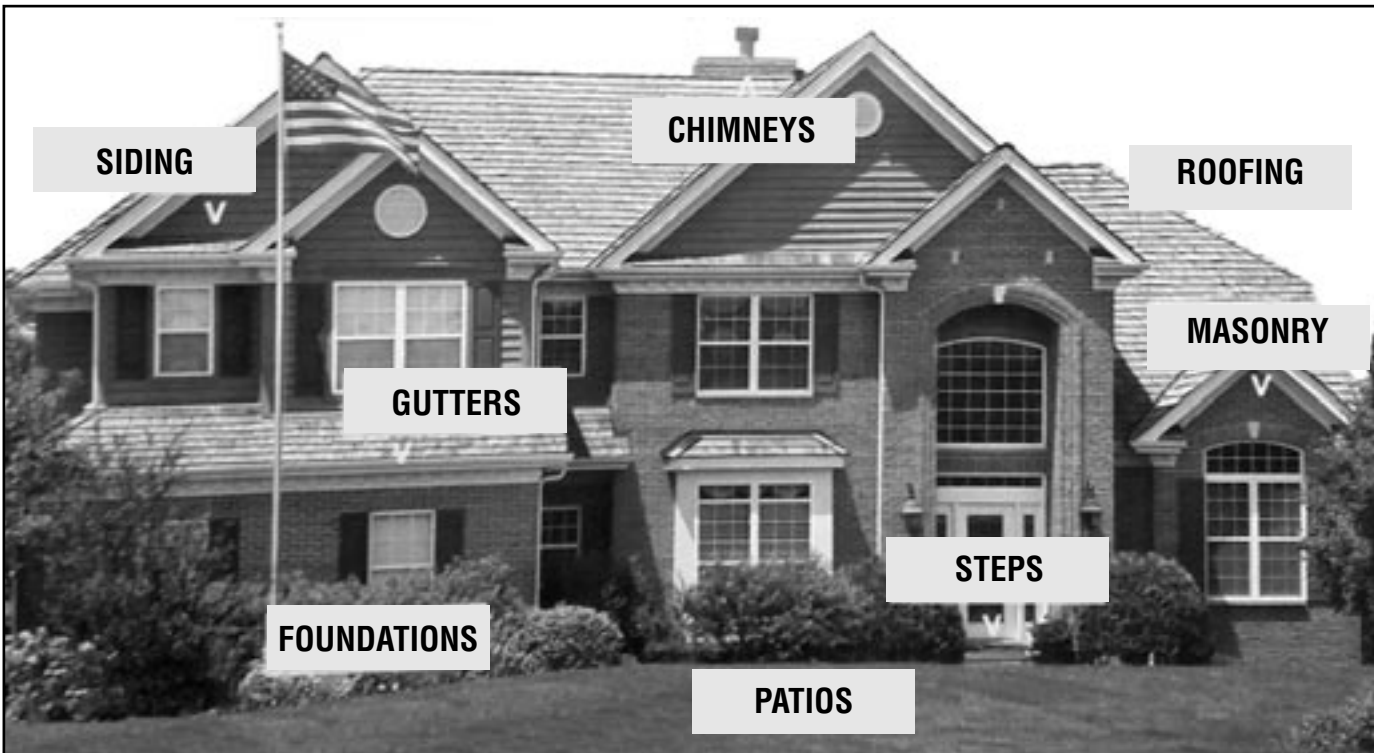 CHIMNEYS
SIDING
ROOFING
MASONRY
GUTTERS
STEPS
FOUNDATIONS
PATIOS